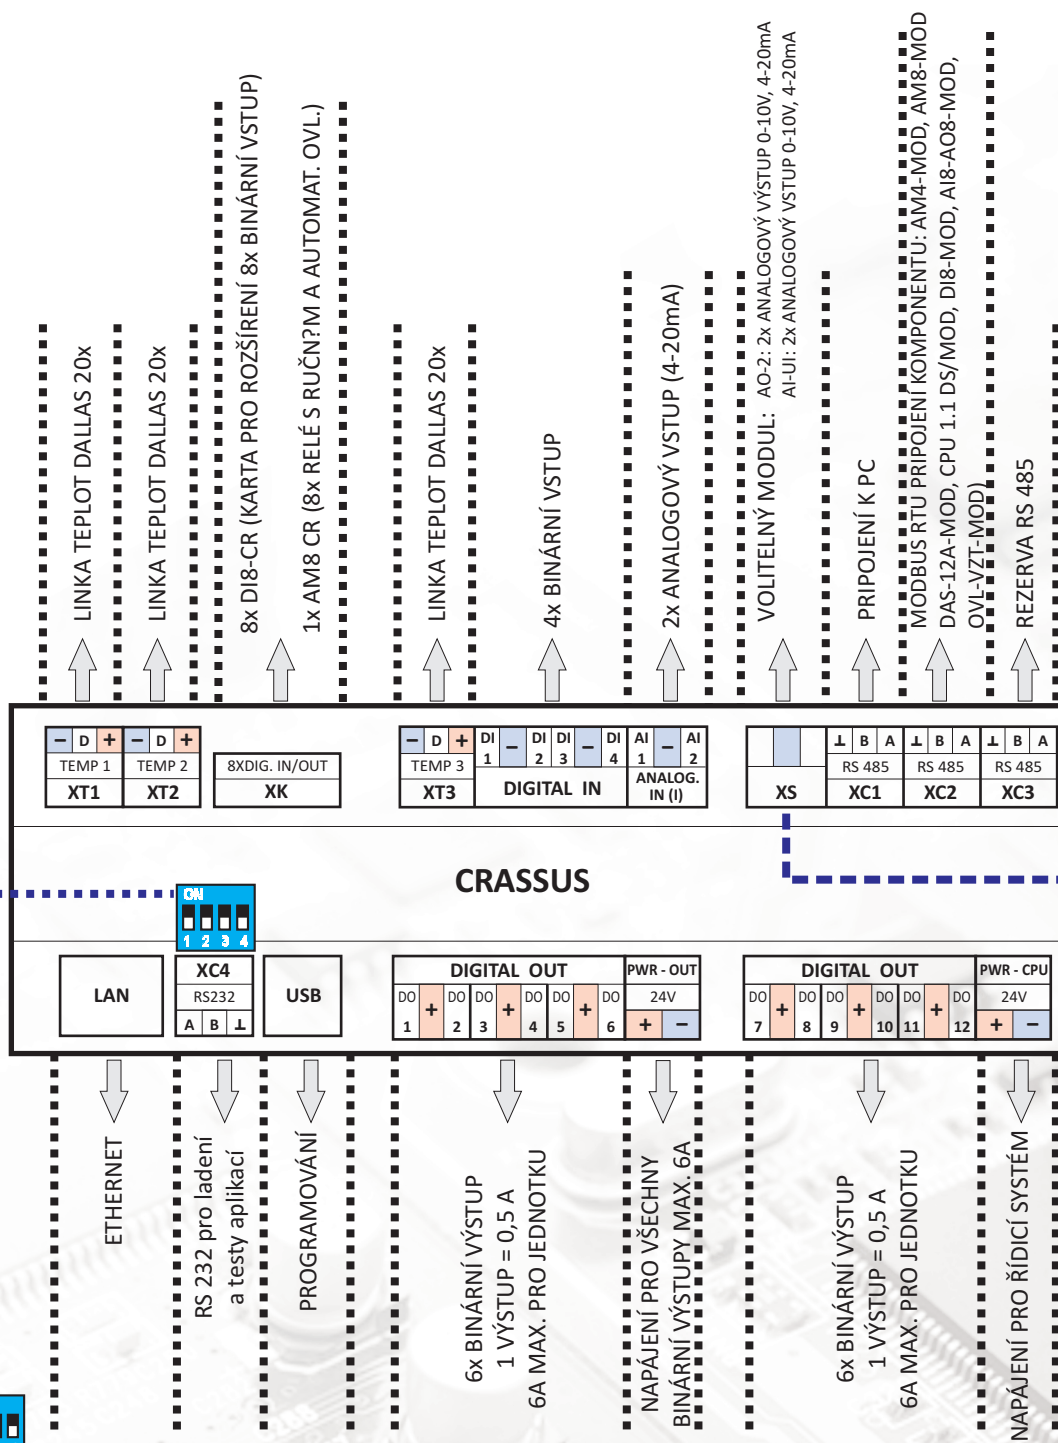 LINKA TEPLOT DALLAS 20x
LINKA TEPLOT DALLAS 20x
8x DI8-CR (KARTA PRO ROZŠÍRENÍ 8x BINÁRNÍ VSTUP)
1x AM8 CR (8x RELÉ S RUČN?M A AUTOMAT. OVL.)
LINKA TEPLOT DALLAS 20x
4x BINÁRNÍ VSTUP
2x ANALOGOVÝ VSTUP (4-20mA)
VOLITELNÝ MODUL:
AO-2: 2x ANALOGOVÝ VÝSTUP 0-10V, 4-20mA
AI-UI: 2x ANALOGOVÝ VSTUP 0-10V, 4-20mA
PRIPOJENÍ K PC
MODBUS RTU PRIPOJENÍ KOMPONENTU: AM4-MOD, AM8-MOD
DAS-12A-MOD, CPU 1.1 DS/MOD, DI8-MOD, AI8-AO8-MOD,
OVL-VZT-MOD)
REZERVA RS 485
− D + − D +
TEMP 1 TEMP 2
XT1 XT2
8XDIG. IN/OUT
XK
− D +
TEMP 3
XT3
DI 1 − DI 2 DI 3 − DI 4
DIGITAL IN
AI 1 − AI 2
ANALOG.
IN (I)
XS
⊥ B A ⊥ B A ⊥ B A
RS 485 RS 485 RS 485
XC1 XC2 XC3
CRASSUS
ON
1 2 3 4
LAN
XC4
RS232
A B ⊥
USB
DIGITAL OUT
DO 1 + DO 2 DO 3 + DO 4 DO 5 + DO 6
PWR - OUT
24V
+ −
DIGITAL OUT
DO 7 + DO 8 DO 9 + DO 10 DO 11 + DO 12
PWR - CPU
24V
+ −
ETHERNET
RS 232 pro ladení
a testy aplikací
PROGRAMOVÁNÍ
6x BINÁRNÍ VÝSTUP
1 VÝSTUP = 0,5 A
6A MAX. PRO JEDNOTKU
NAPÁJENÍ PRO VŠECHNY
BINÁRNÍ VÝSTUPY MAX. 6A
6x BINÁRNÍ VÝSTUP
1 VÝSTUP = 0,5 A
6A MAX. PRO JEDNOTKU
NAPÁJENÍ PRO ŘÍDICÍ SYSTÉM